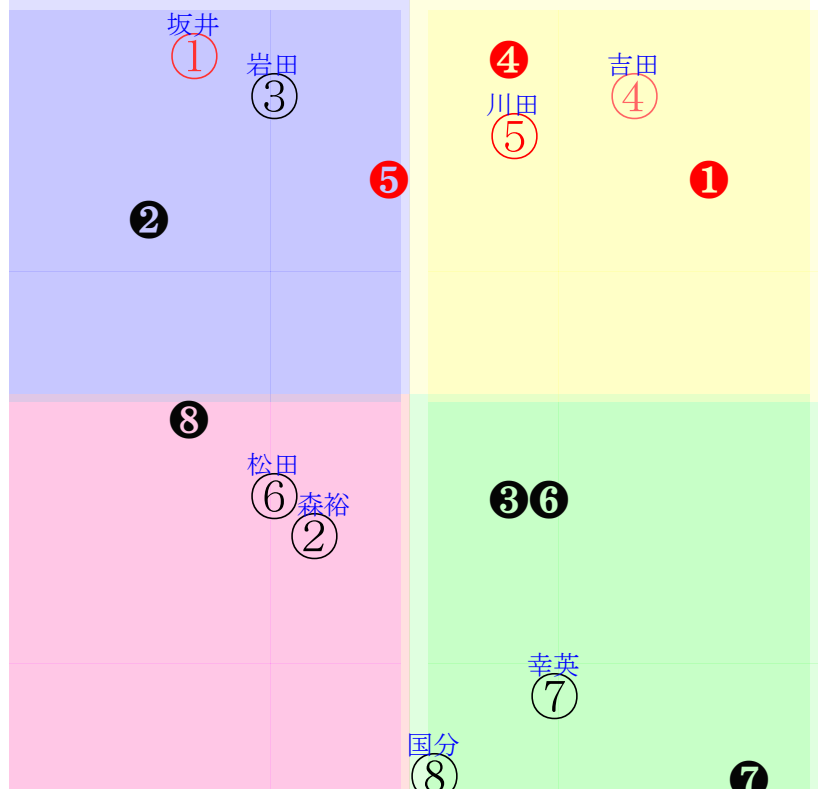 坂井
①
岩田
③
❹
吉田
④
川田
⑤
❺
❶
❷
❽
松田
⑥
森裕
②
❸❻
幸英
⑦
国分
⑧
❼